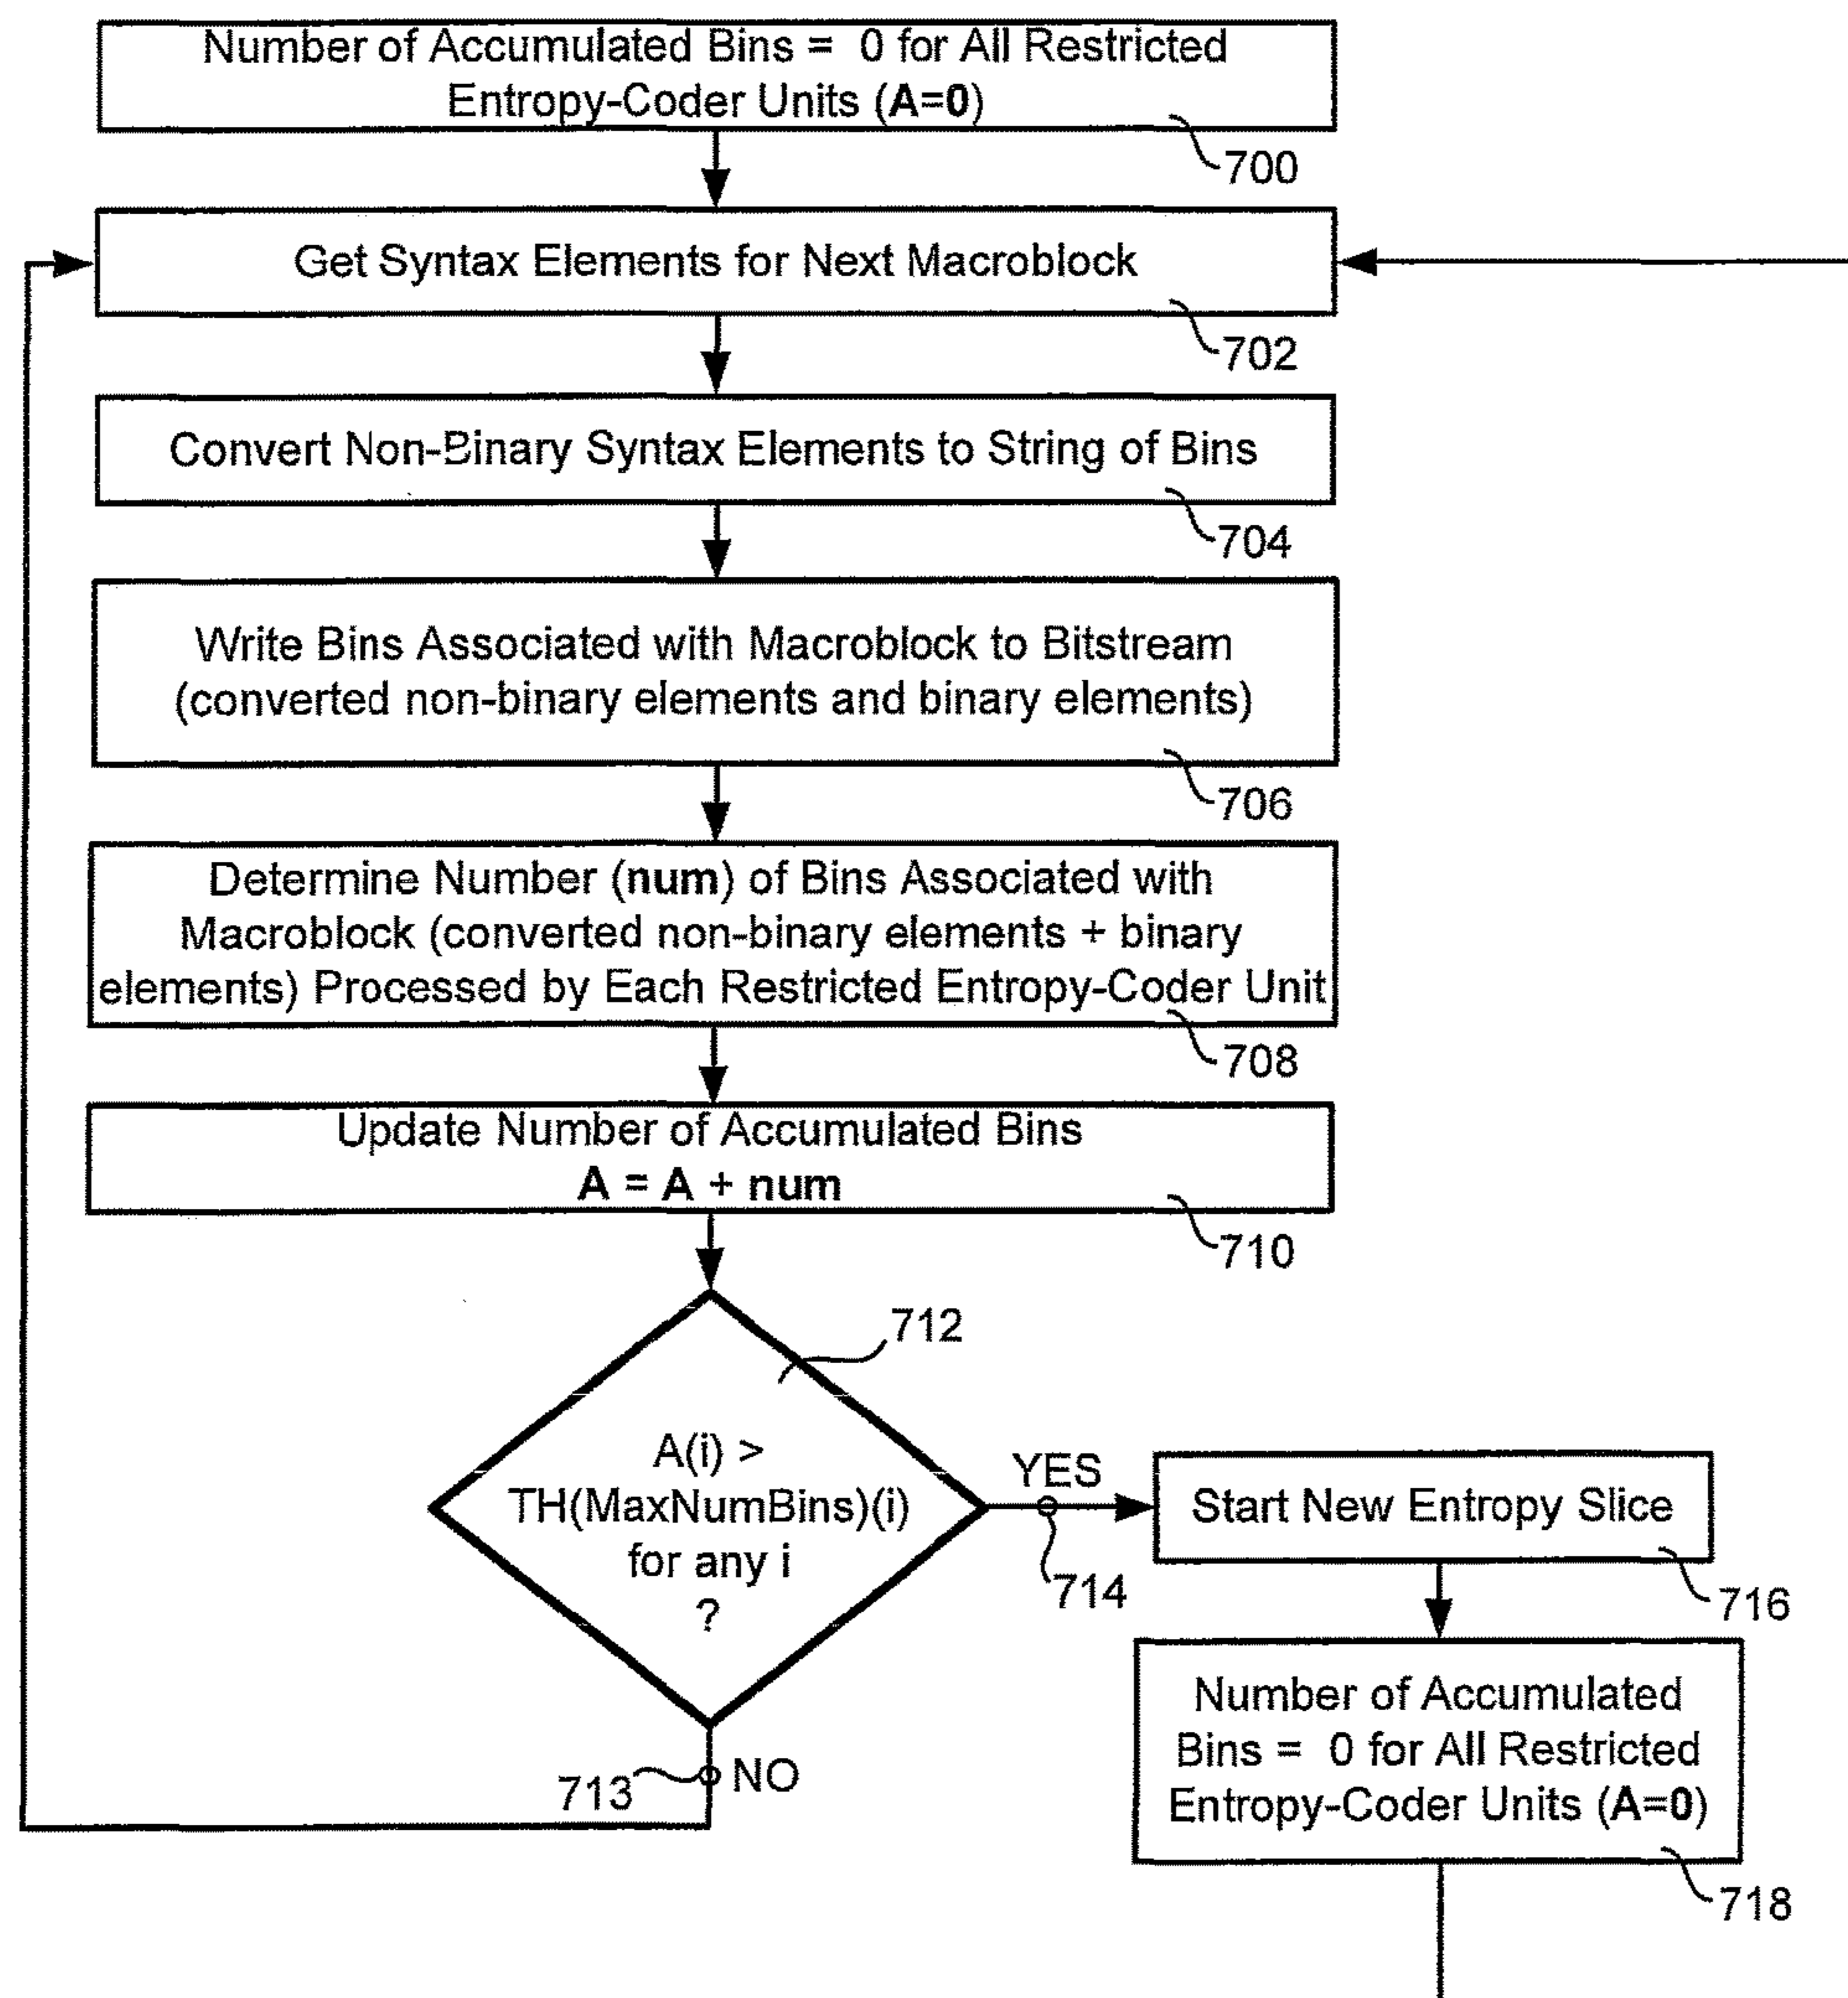 Number of Accumulated Bins = 0 for All Restricted
Entropy-Coder Units (A=0)
700
Get Syntax Elements for Next Macroblock
702
Convert Non-Binary Syntax Elements to String of Bins
704
Write Bins Associated with Macroblock to Bitstream
(converted non-binary elements and binary elements)
706
Determine Number (num) of Bins Associated with
Macroblock (converted non-binary elements + binary
elements) Processed by Each Restricted Entropy-Coder Unit
708
Update Number of Accumulated Bins
A = A + num
710
712
A(i) >
TH(MaxNumBins)(i)
for any i
?
YES
714
Start New Entropy Slice
716
713
NO
Number of Accumulated
Bins = 0 for All Restricted
Entropy-Coder Units (A=0)
718